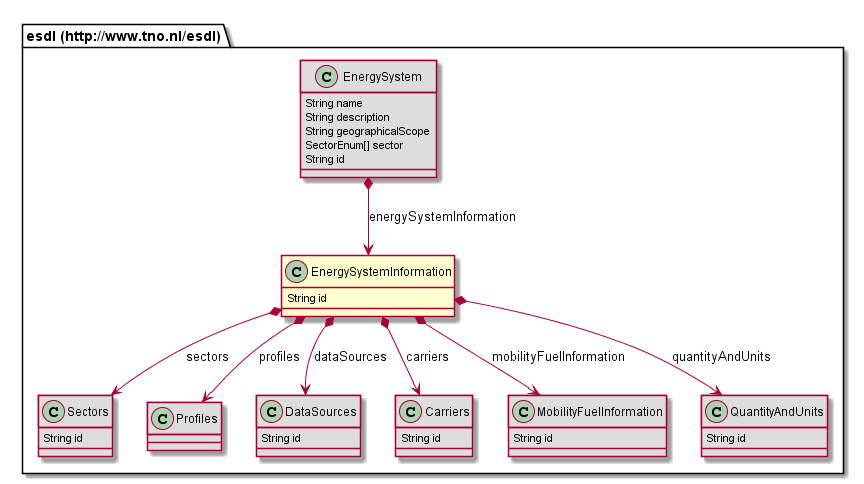 esdl (http://www.tno.nl/esdl)
C EnergySystem
String name
String description
String geographicalScope
SectorEnum[] sector
String id
energySystemInformation
C EnergySystemInformation
String id
sectors
profiles
dataSources
carriers
mobilityFuelInformation
quantityAndUnits
C Sectors
String id
C Profiles
C DataSources
String id
C Carriers
String id
C MobilityFuelInformation
String id
C QuantityAndUnits
String id